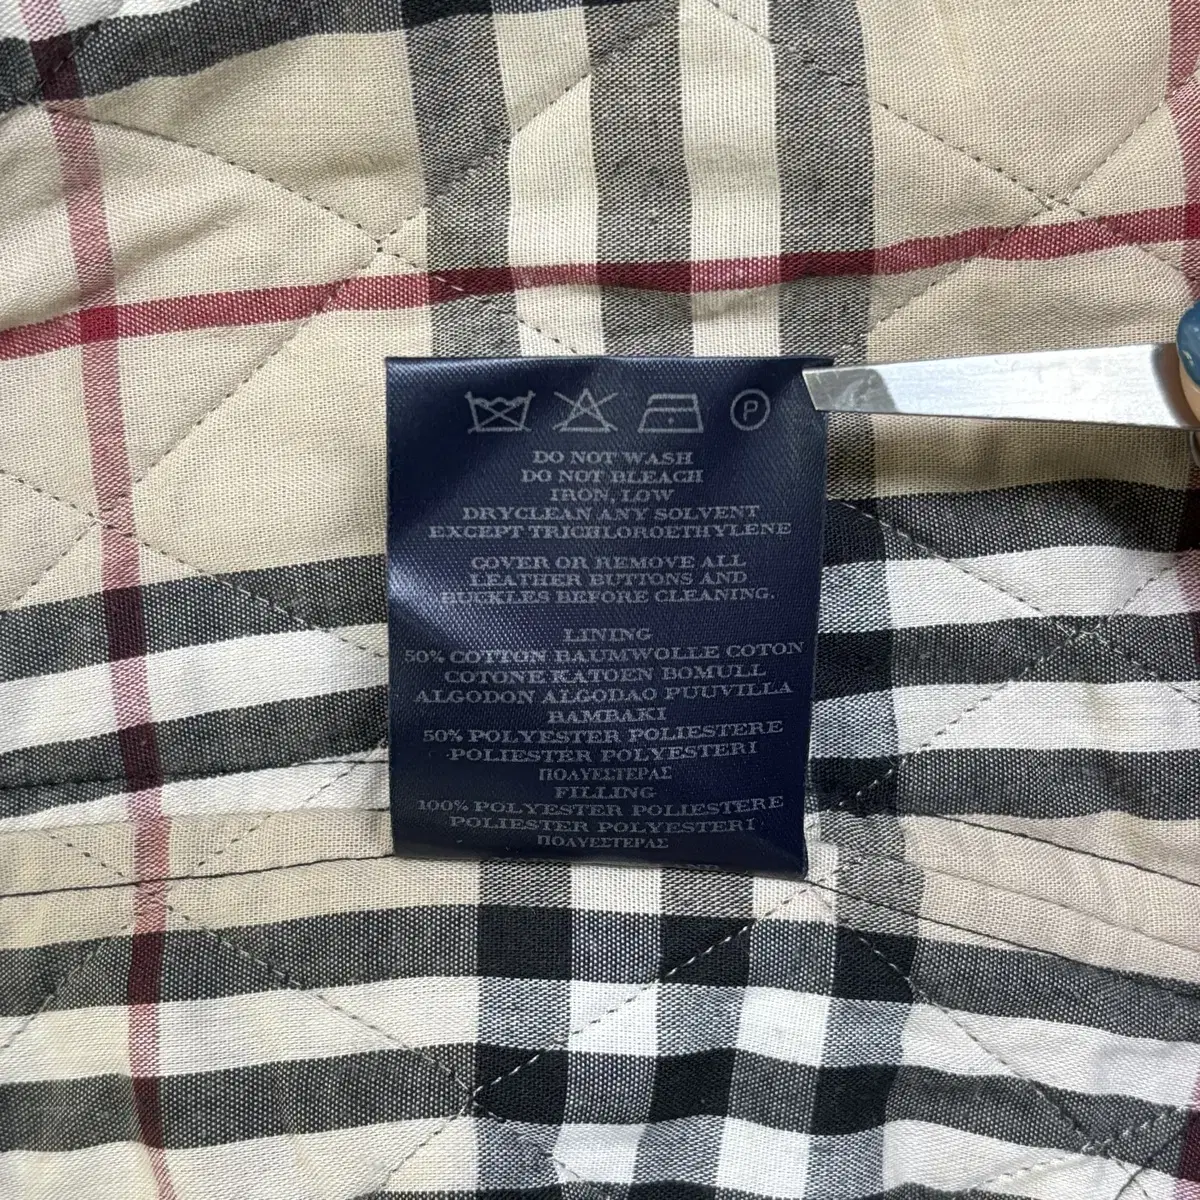 P
DO NOT WASH
DO NOT BLEACH
IRON, LOW
DRYCLEAN ANY SOLVENT
EXCEPT TRICHLOROETHYLENE
COVER OR REMOVE ALL
LEATHER BUTTONS AND
BUCKLES BEFORE CLEANING.
LINING
50% COTTON BAUMWOLLE COTON
COTONE KATOEN BOMULL
ALGODON ALGODAO PUUVILLA
BAMBAKI
50% POLYESTER POLIESTERE
POLIESTER POLYESTERI
ΠΟΛΥΕΣΤΕΡΑΣ
FILLING
100% POLYESTER POLIESTERE
POLIESTER POLYESTERI
ΠΟΛΥΕΣΤΕΡΑΣ